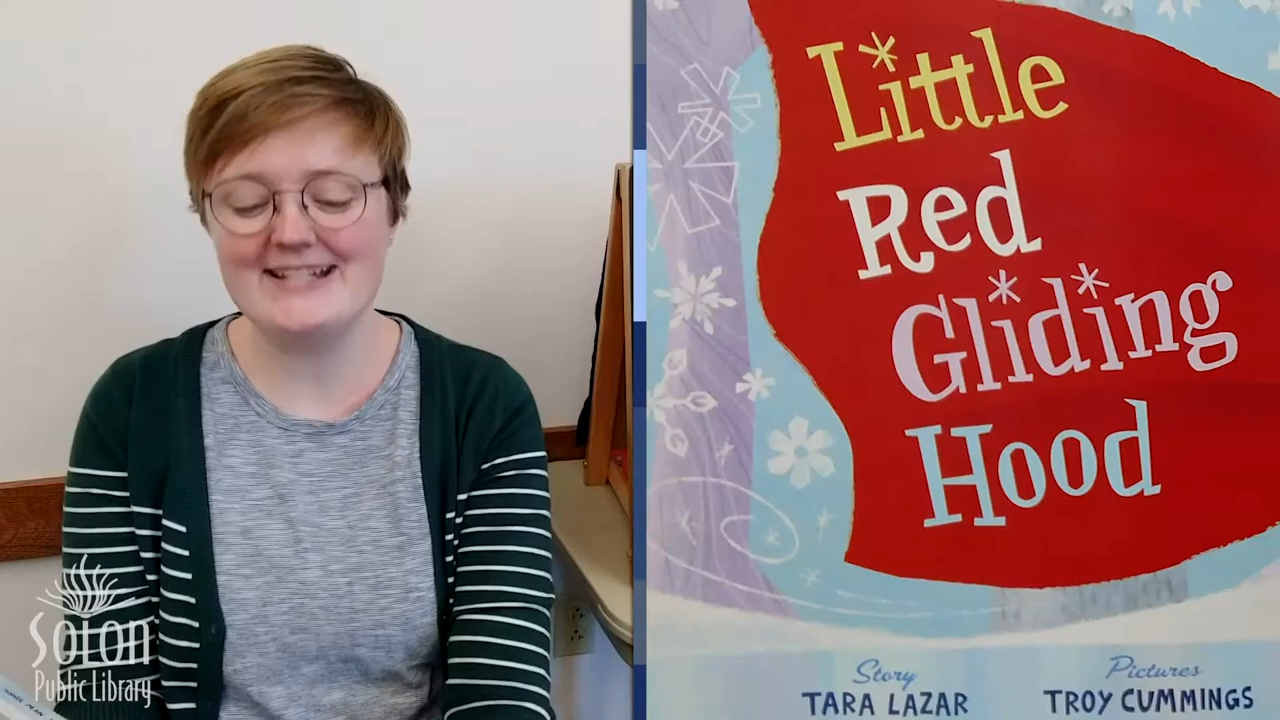 Little
Red
Gliding
Hood
Story
TARA LAZAR
Pictures
TROY CUMMINGS
SOLON
Public Library